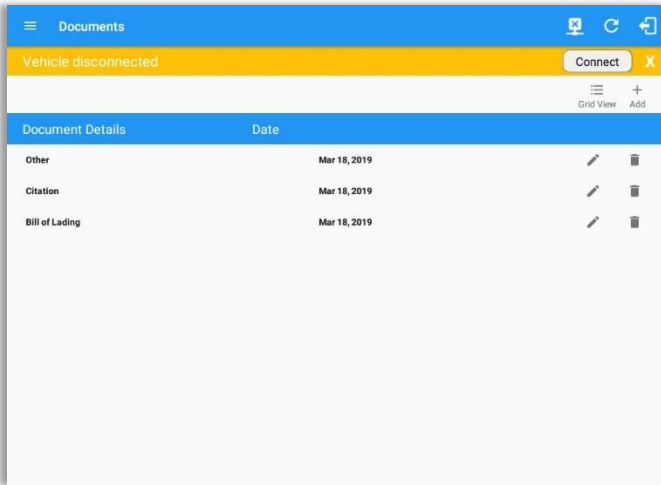 Documents
Vehicle disconnected Connect X
Grid View Add
Document Details Date
Other Mar 18, 2019
Citation Mar 18, 2019
Bill of Lading Mar 18, 2019